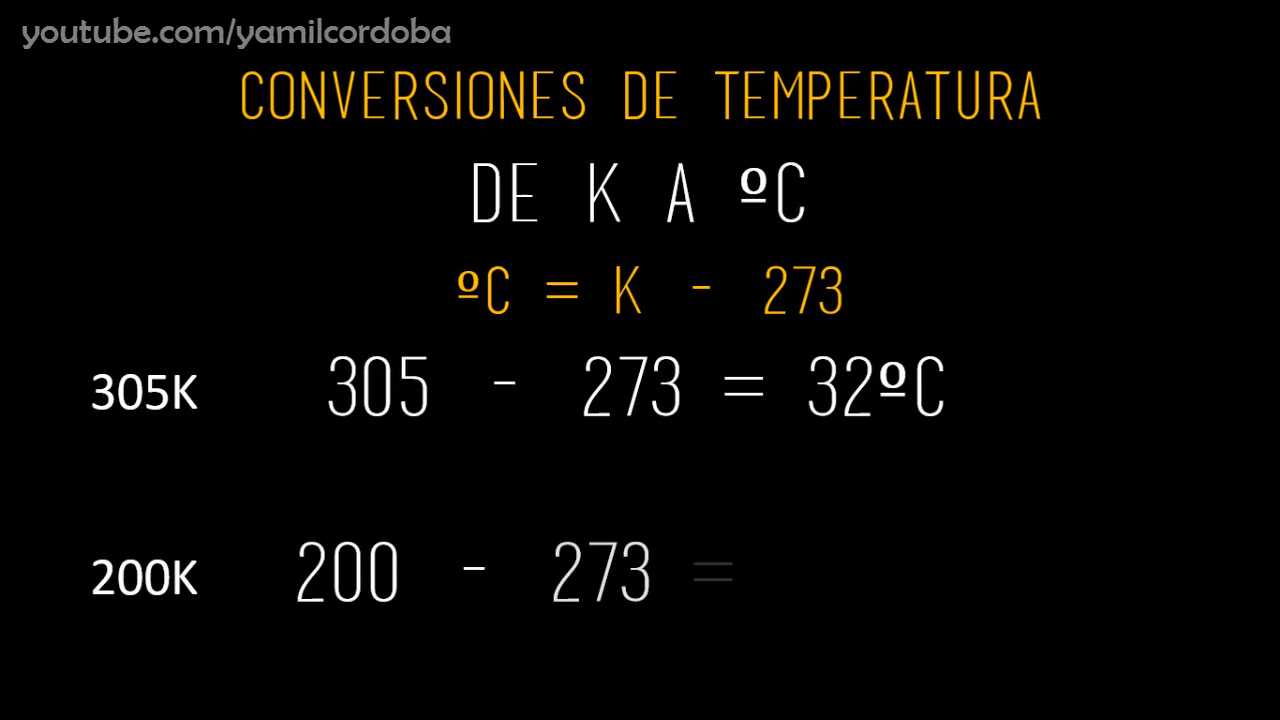 youtube.com/yamilcordoba
CONVERSIONES DE TEMPERATURA
DE K A ºC
ºC = K - 273
305K 305 - 273 = 32ºC
200K 200 - 273 =